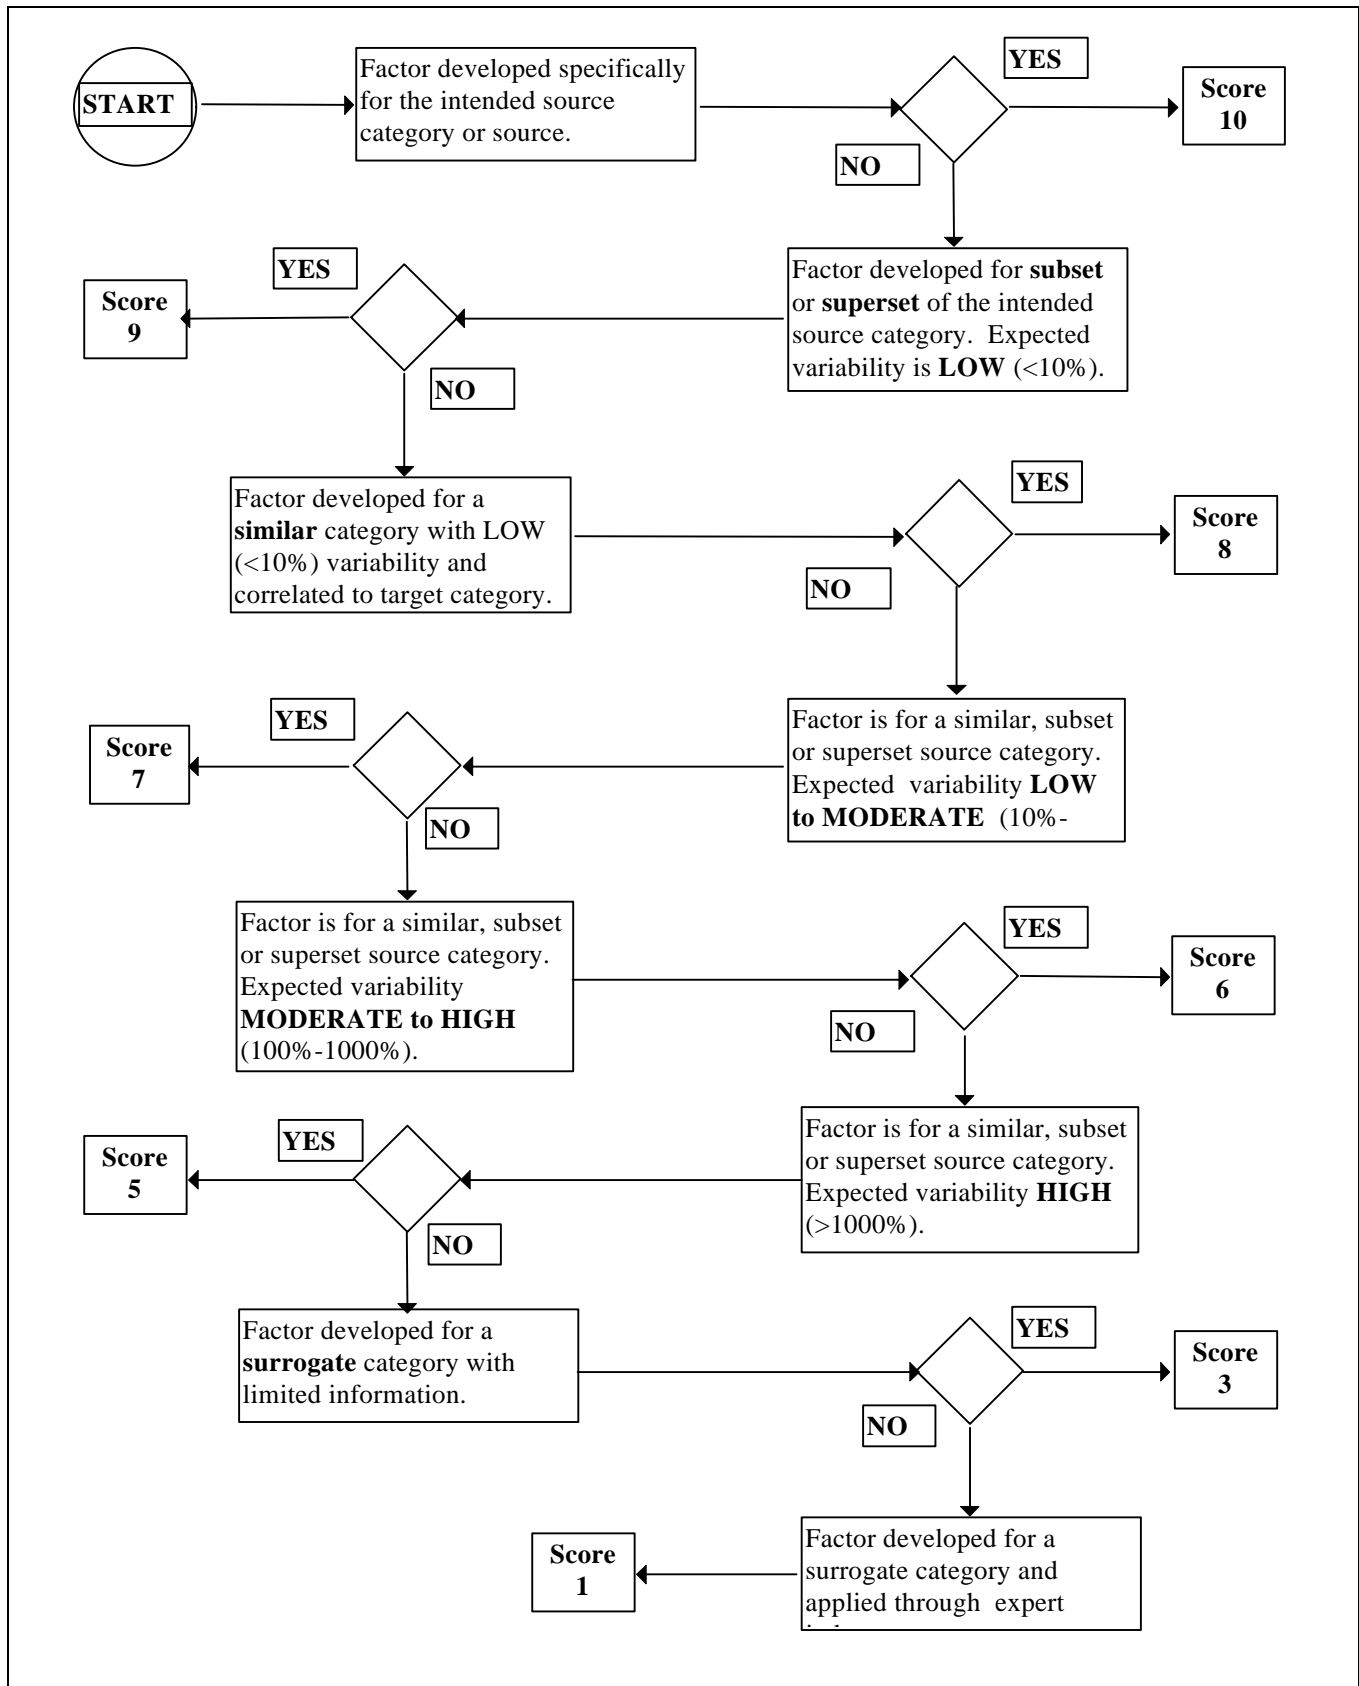 START
Factor developed specifically
for the intended source
category or source.
YES
NO
Score
10
Factor developed for subset
or superset of the intended
source category.  Expected
variability is LOW (<10%).
YES
NO
Score
9
Factor developed for a
similar category with LOW
(<10%) variability and
correlated to target category.
YES
NO
Score
8
Factor is for a similar, subset
or superset source category.
Expected  variability LOW
to MODERATE  (10%-
YES
NO
Score
7
Factor is for a similar, subset
or superset source category.
Expected variability
MODERATE to HIGH
(100%-1000%).
YES
NO
Score
6
Factor is for a similar, subset
or superset source category.
Expected variability HIGH
(>1000%).
YES
NO
Score
5
Factor developed for a
surrogate category with
limited information.
YES
NO
Score
3
Factor developed for a
surrogate category and
applied through  expert
Score
1